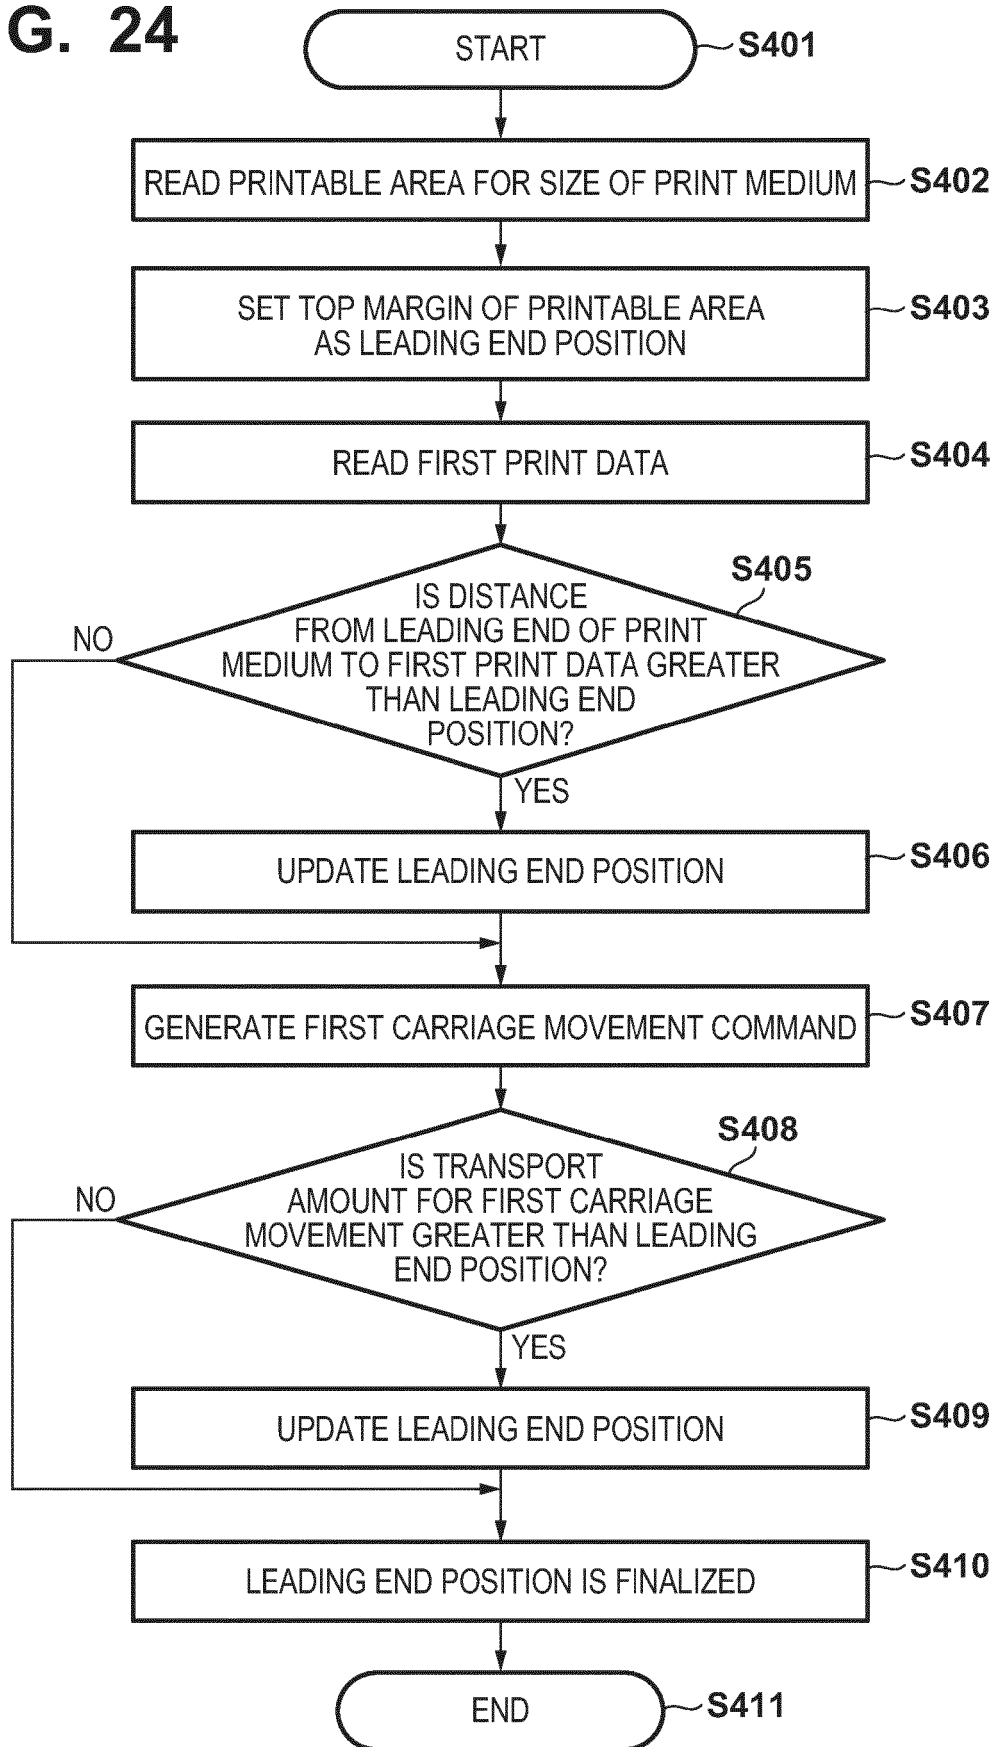 G. 24
START
S401
READ PRINTABLE AREA FOR SIZE OF PRINT MEDIUM
S402
SET TOP MARGIN OF PRINTABLE AREA
AS LEADING END POSITION
S403
READ FIRST PRINT DATA
S404
S405
IS DISTANCE
FROM LEADING END OF PRINT
MEDIUM TO FIRST PRINT DATA GREATER
THAN LEADING END
POSITION?
NO
YES
UPDATE LEADING END POSITION
S406
GENERATE FIRST CARRIAGE MOVEMENT COMMAND
S407
S408
IS TRANSPORT
AMOUNT FOR FIRST CARRIAGE
MOVEMENT GREATER THAN LEADING
END POSITION?
NO
YES
UPDATE LEADING END POSITION
S409
LEADING END POSITION IS FINALIZED
S410
END
S411